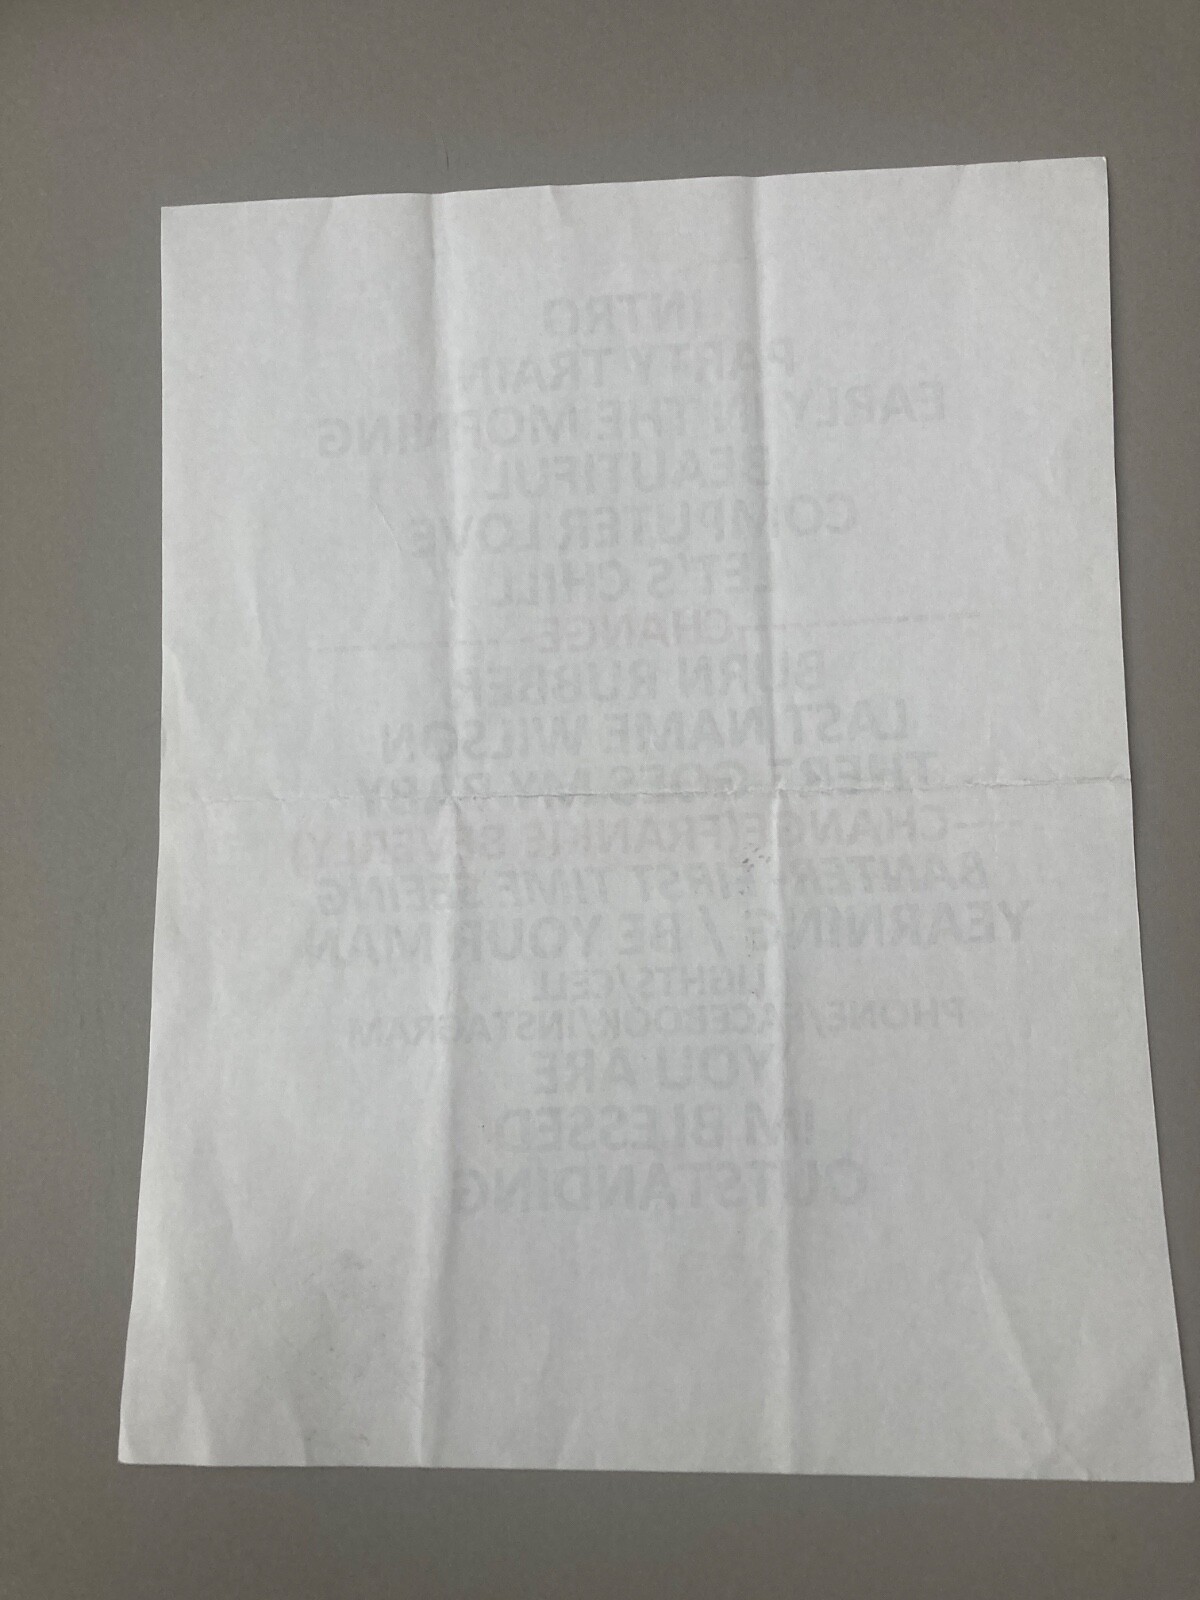 INTRO
PARTY TRAIN
EARLY IN THE MORNING
BEAUTIFUL
COMPUTER LOVE
LET'S CHILL
------------CHANGE------------
BURN RUBBER
LAST NAME WILSON
THERE GOES MY BABY
---CHANGE(FRANKIE BEVERLY)
BANTER-FIRST TIME SEEING
YEARNING / BE YOUR MAN
LIGHTS/CELL
PHONE/FACEBOOK/INSTAGRAM
YOU ARE
IM BLESSED
OUTSTANDING